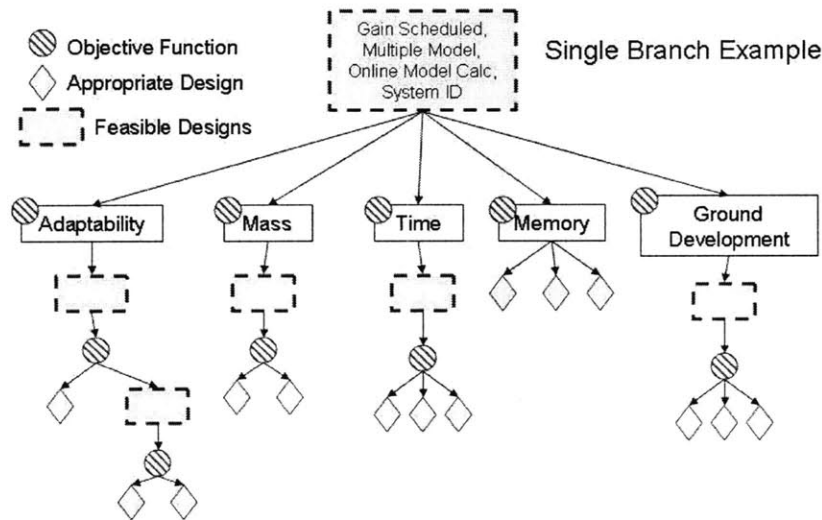 Gain Scheduled,
Multiple Model,
Online Model Calc,
System ID
Single Branch Example
Objective Function
Appropriate Design
Feasible Designs
Adaptability
Mass
Time
Memory
Ground
Development